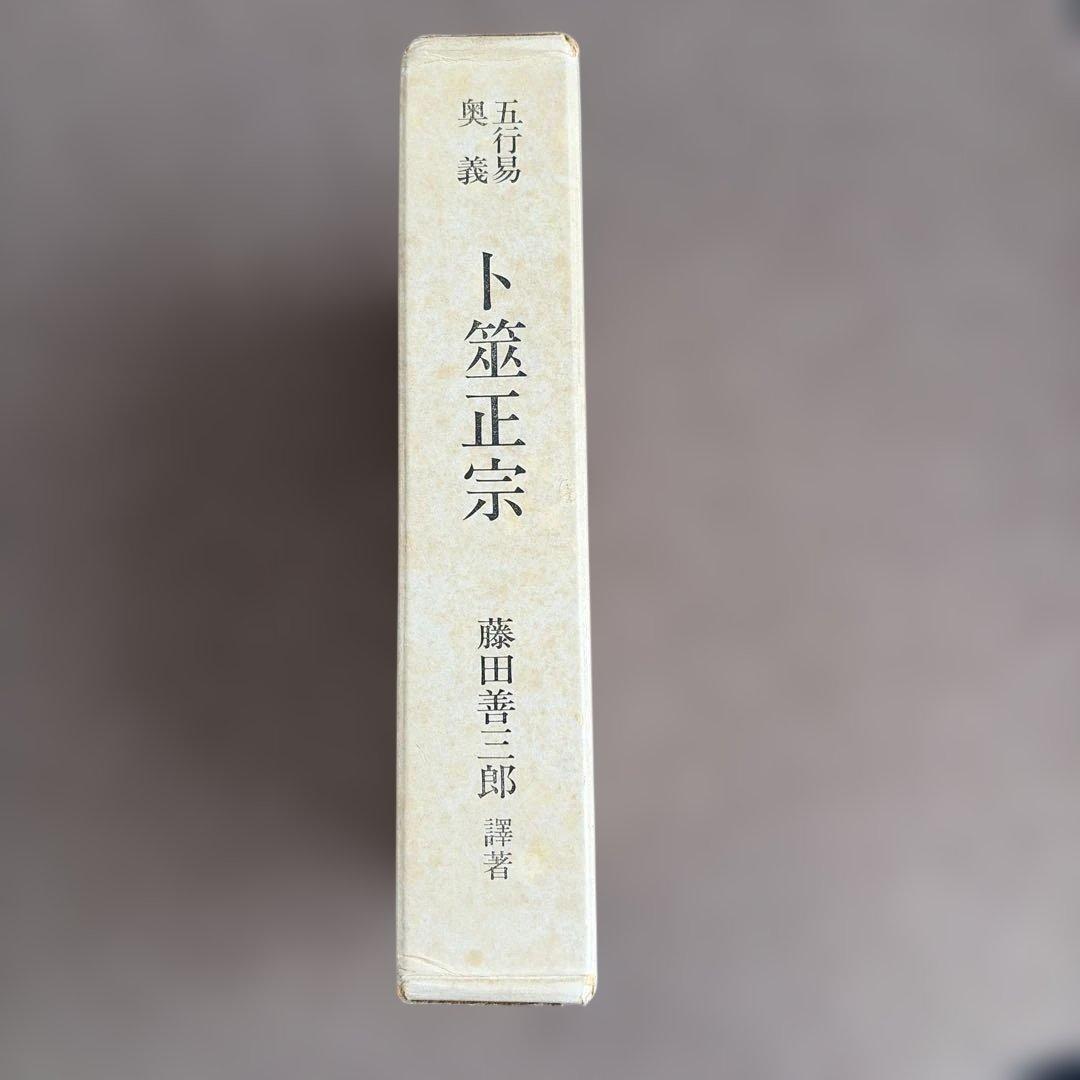 五行易
奥義
卜筮正宗
藤田善三郎
譯著